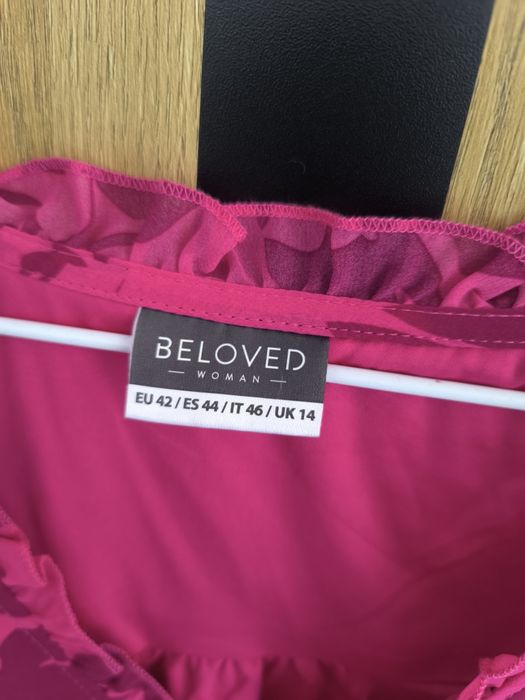 BELOVED
WOMAN
EU 42 / ES 44 / IT 46 / UK 14